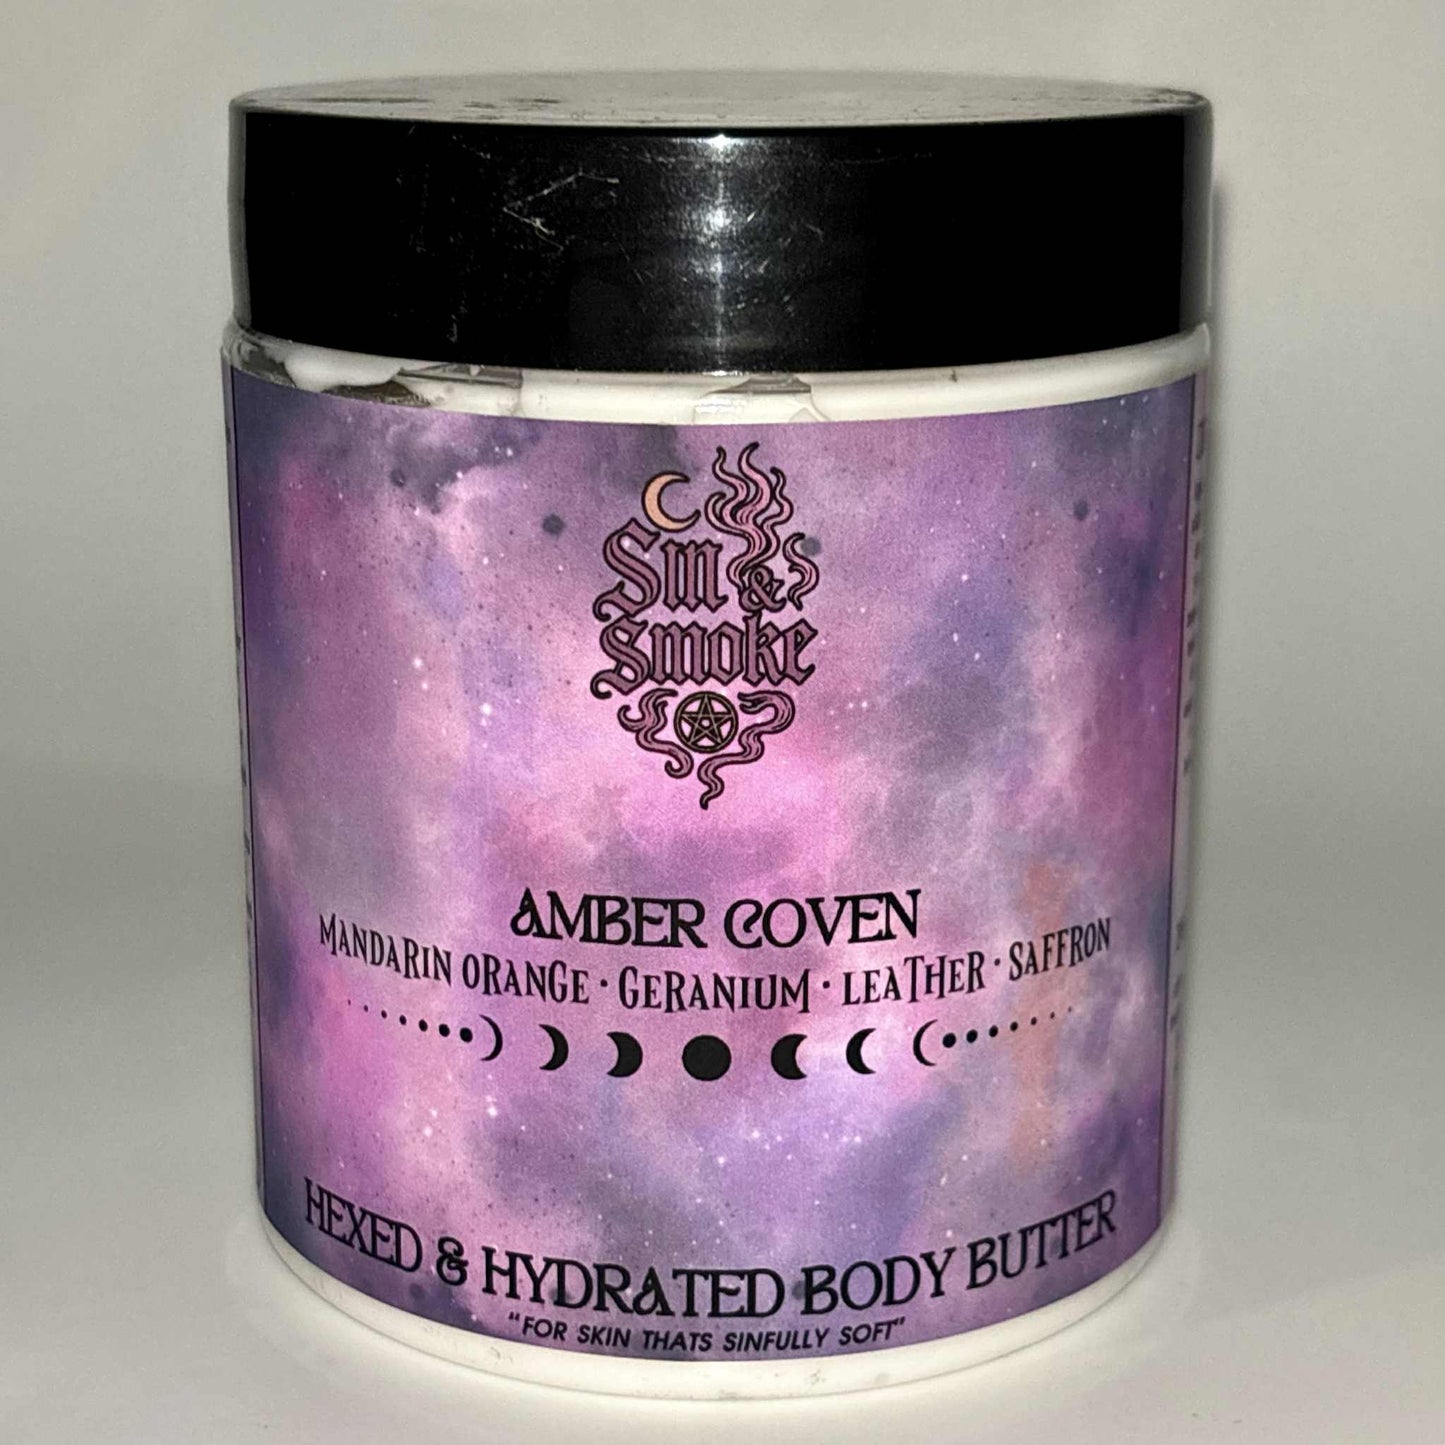 Sin &
Smoke
AMBER COVEN
MANDARIN ORANGE · GERANIUM · LEATHER · SAFFRON
HEXED & HYDRATED BODY BUTTER
"FOR SKIN THATS SINFULLY SOFT"